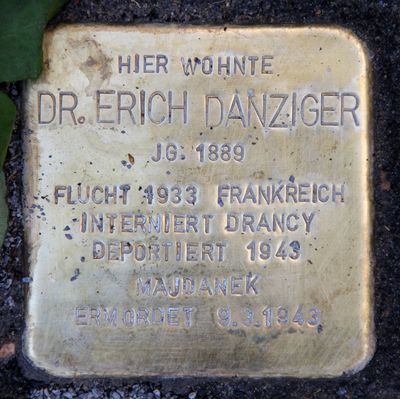 HIER WOHNTE
DR. ERICH DANZIGER
JG. 1889
FLUCHT 1933 FRANKREICH
INTERNIERT DRANCY
DEPORTIERT 1943
MAJDANEK
ERMORDET 9.3.1943